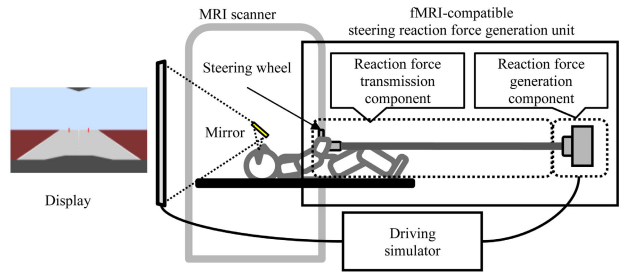 MRI scanner
fMRI-compatible
steering reaction force generation unit
Steering wheel
Reaction force
transmission
component
Reaction force
generation
component
Mirror
Display
Driving
simulator